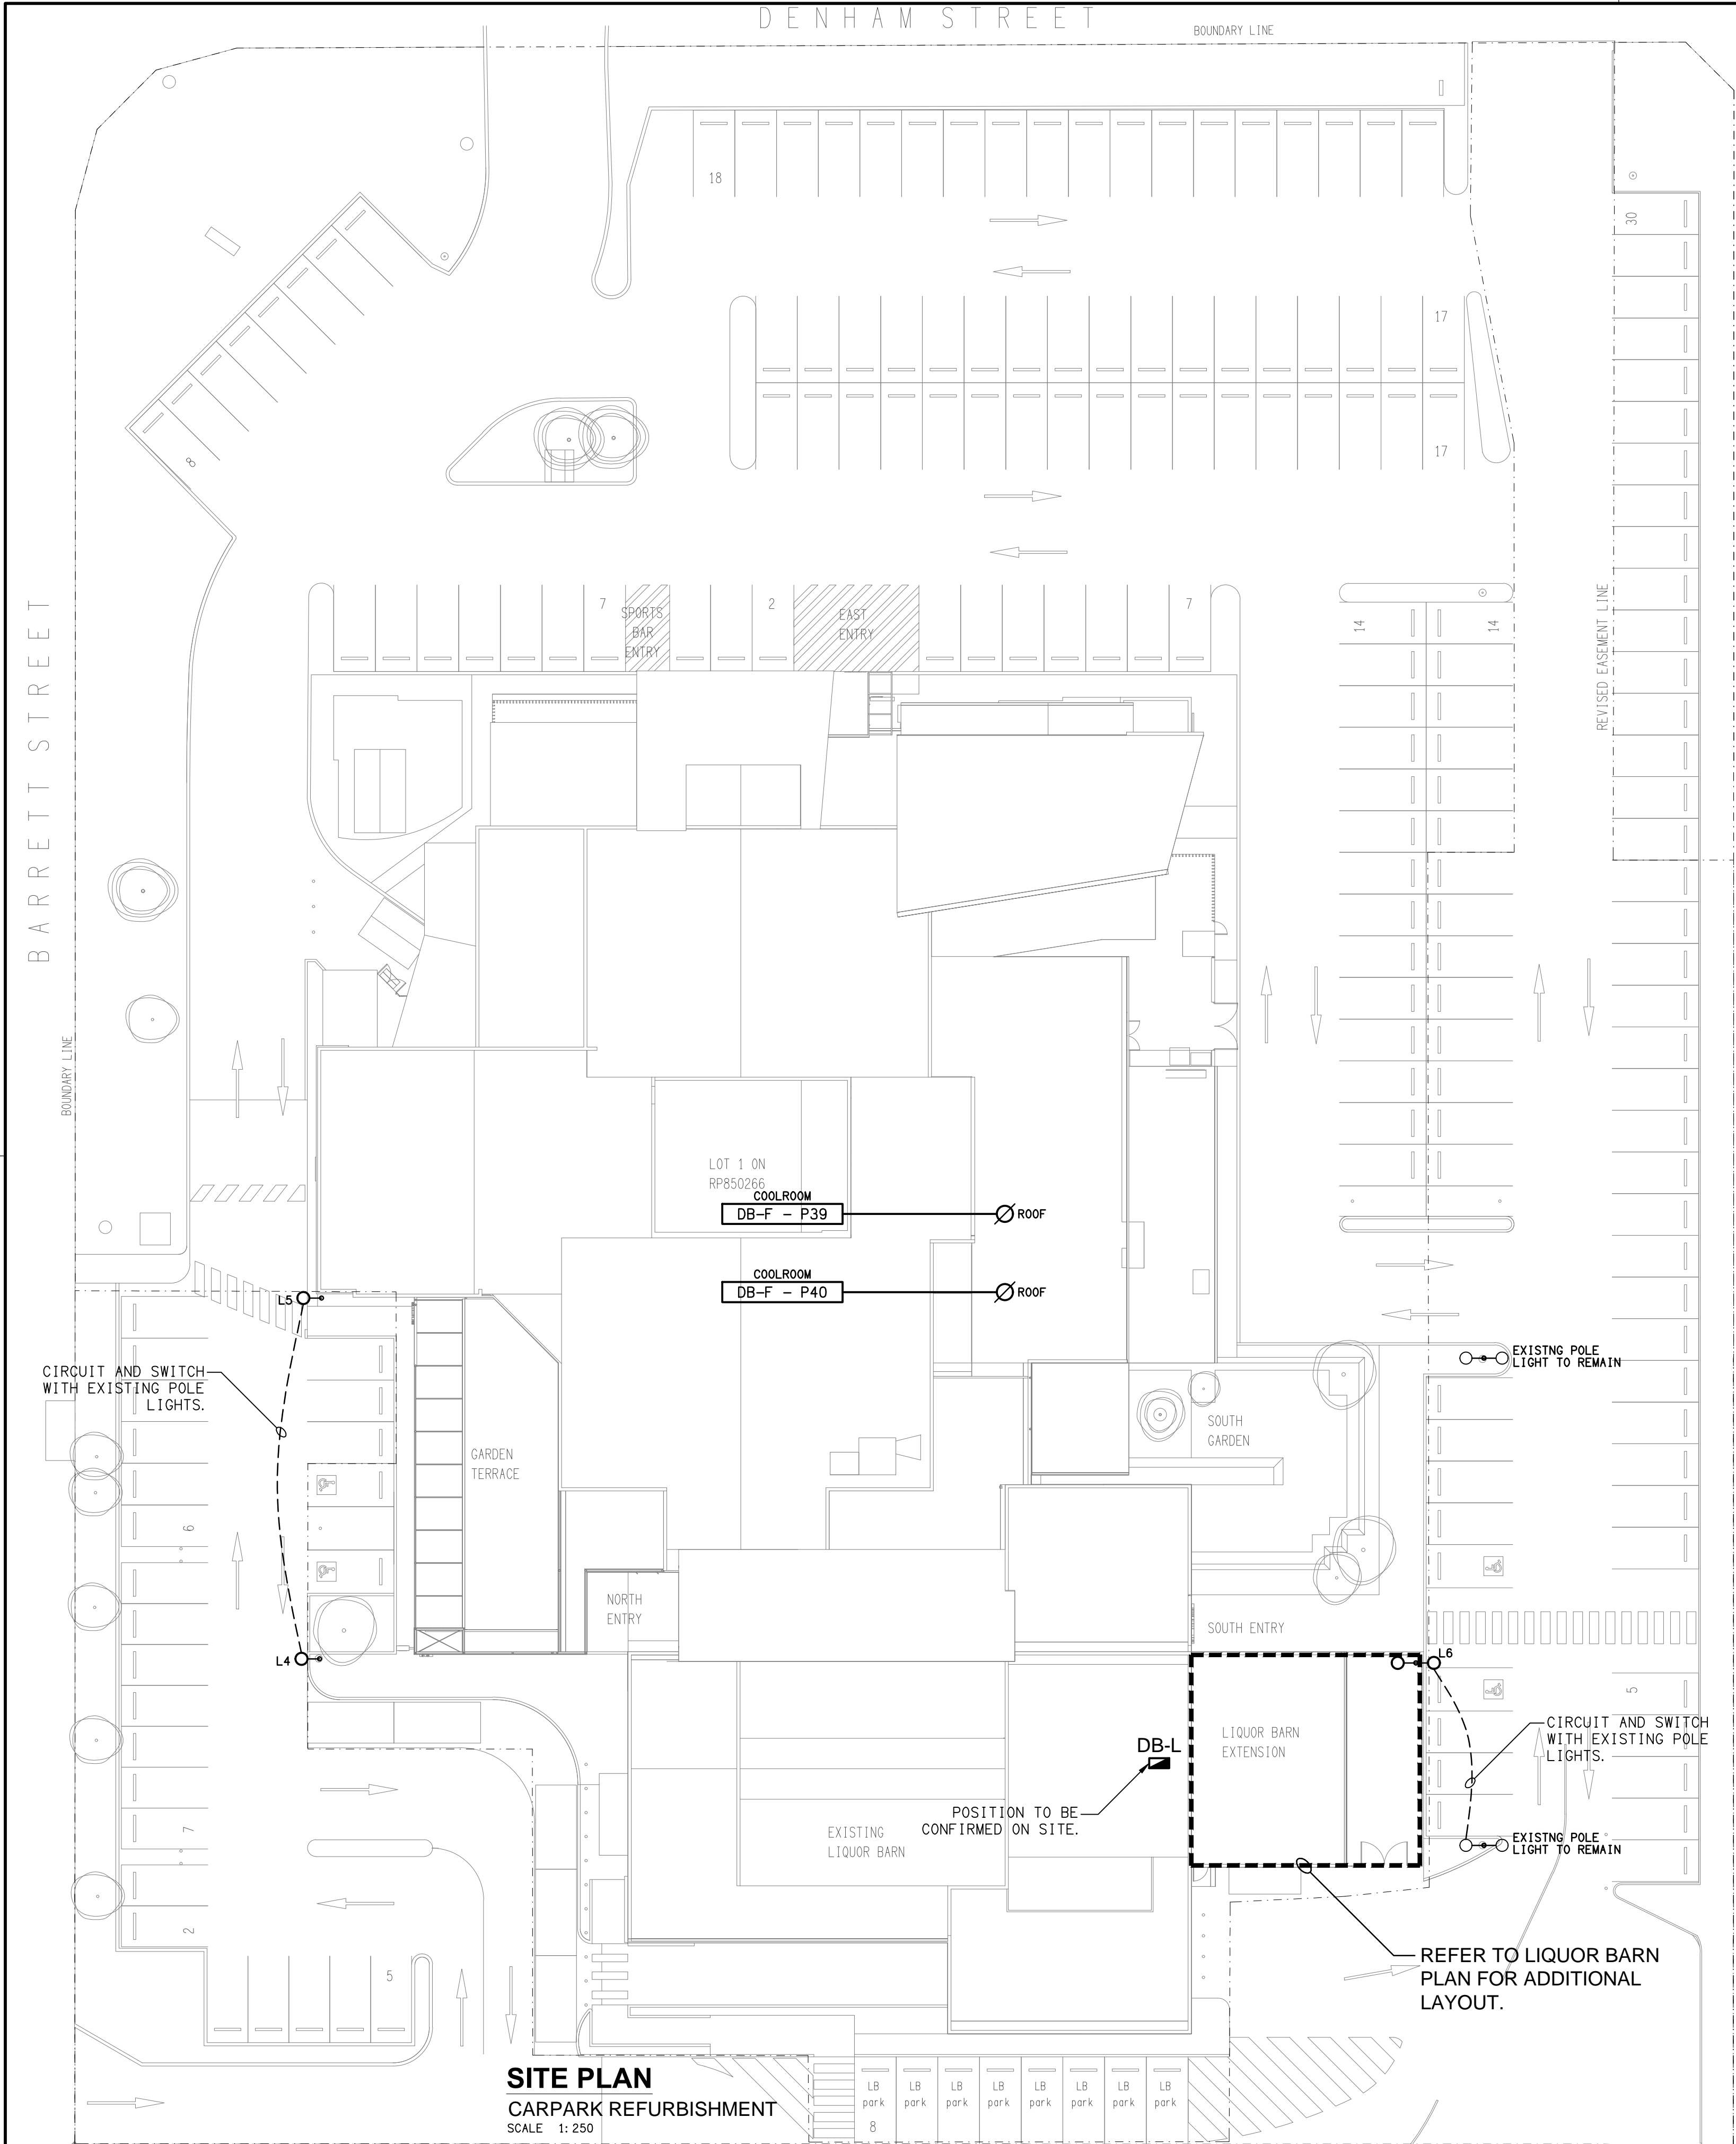 DENHAM STREET
BOUNDARY LINE
18
30
17
17
8
BARRETT STREET
7
SPORTS
BAR
ENTRY
2
EAST
ENTRY
7
14
14
REVISED EASEMENT LINE
BOUNDARY LINE
LOT 1 ON
RP850266
COOLROOM
DB-F - P39
ROOF
COOLROOM
DB-F - P40
ROOF
L5
CIRCUIT AND SWITCH
WITH EXISTING POLE
LIGHTS.
EXISTNG POLE
LIGHT TO REMAIN
SOUTH
GARDEN
GARDEN
TERRACE
6
NORTH
ENTRY
SOUTH ENTRY
L4
L6
5
CIRCUIT AND SWITCH
WITH EXISTING POLE
LIGHTS.
LIQUOR BARN
EXTENSION
DB-L
POSITION TO BE
CONFIRMED ON SITE.
EXISTING
LIQUOR BARN
7
EXISTNG POLE
LIGHT TO REMAIN
2
5
REFER TO LIQUOR BARN
PLAN FOR ADDITIONAL
LAYOUT.
SITE PLAN
CARPARK REFURBISHMENT
SCALE 1:250
LB
park
8
LB
park
LB
park
LB
park
LB
park
LB
park
LB
park
LB
park